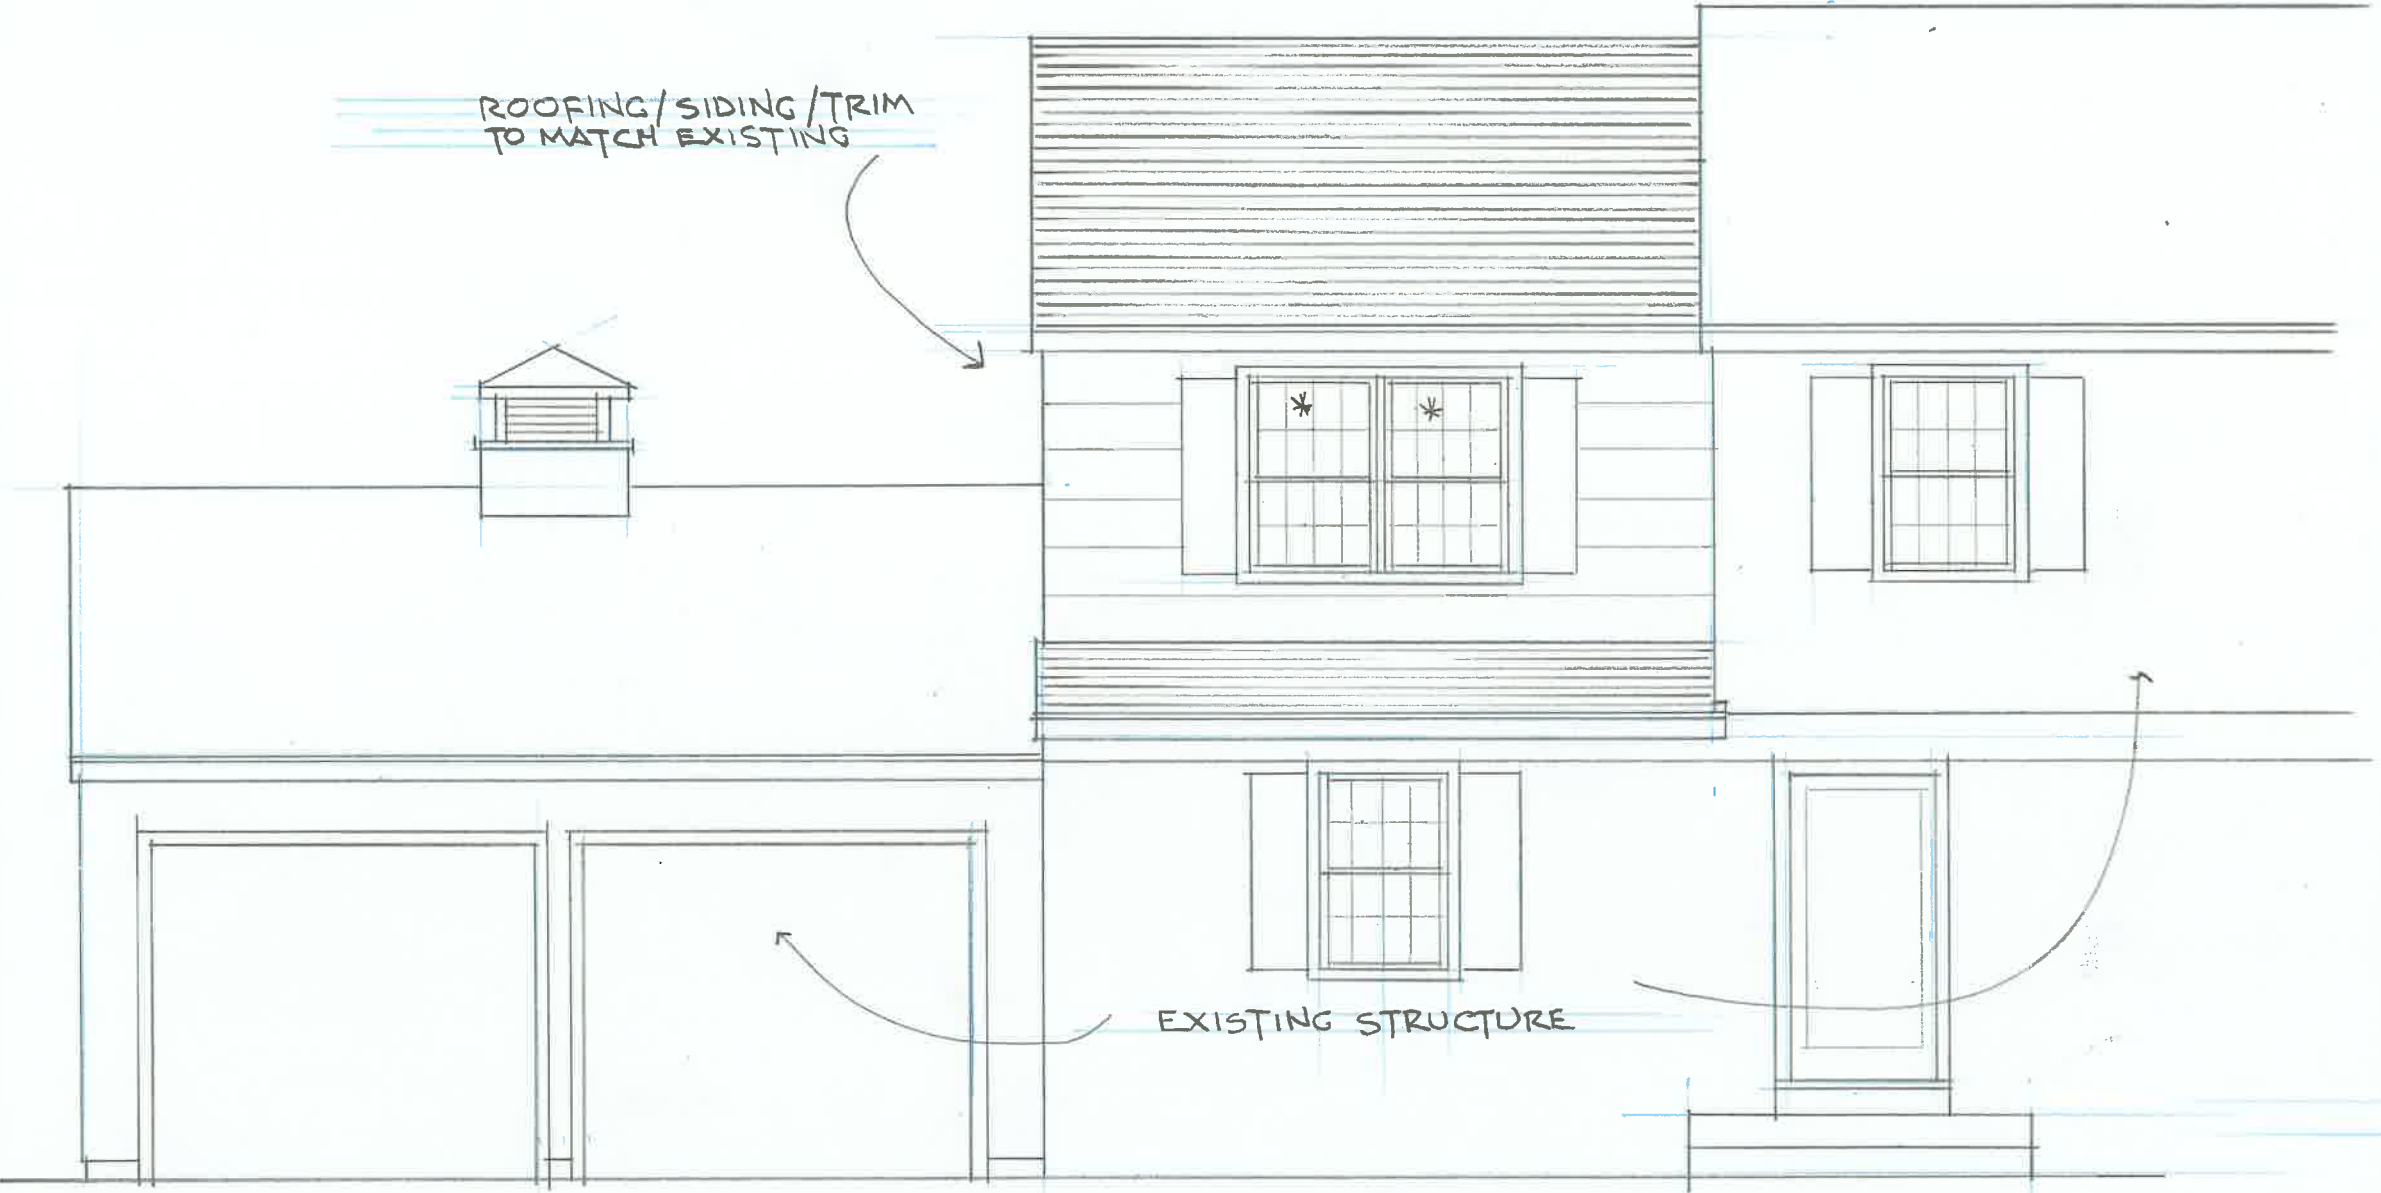 ROOFING/SIDING/TRIM
TO MATCH EXISTING
*
*
EXISTING STRUCTURE